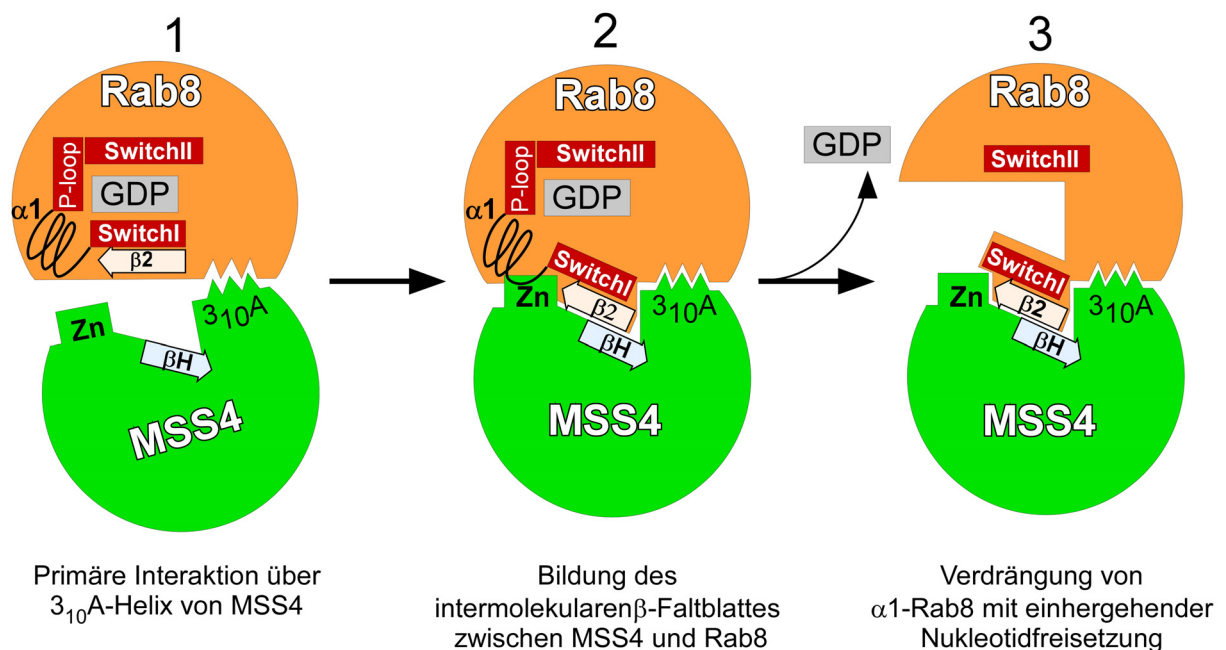 1
Rab8
P-loop
SwitchII
GDP
α1
SwitchI
β2
Zn
3₁₀A
βH
MSS4
Primäre Interaktion über
3₁₀A-Helix von MSS4
2
Rab8
P-loop
SwitchII
GDP
α1
SwitchI
Zn
β2
3₁₀A
βH
MSS4
Bildung des
intermolekularenβ-Faltblattes
zwischen MSS4 und Rab8
3
Rab8
GDP
SwitchII
SwitchI
Zn
β2
3₁₀A
βH
MSS4
Verdrängung von
α1-Rab8 mit einhergehender
Nukleotidfreisetzung